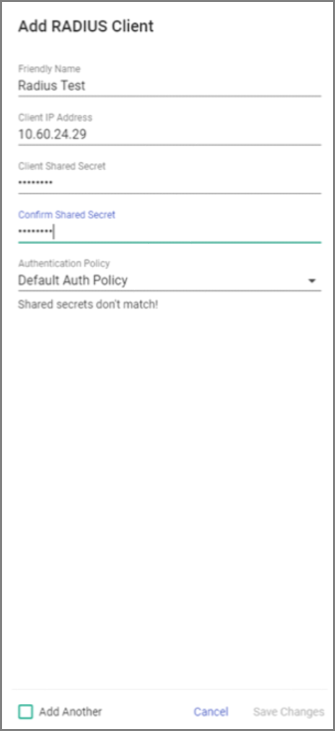 Add RADIUS Client
Friendly Name
Radius Test
Client IP Address
10.60.24.29
Client Shared Secret
••••••••
Confirm Shared Secret
••••••••
Authentication Policy
Default Auth Policy
Shared secrets don't match!
Add Another
Cancel
Save Changes